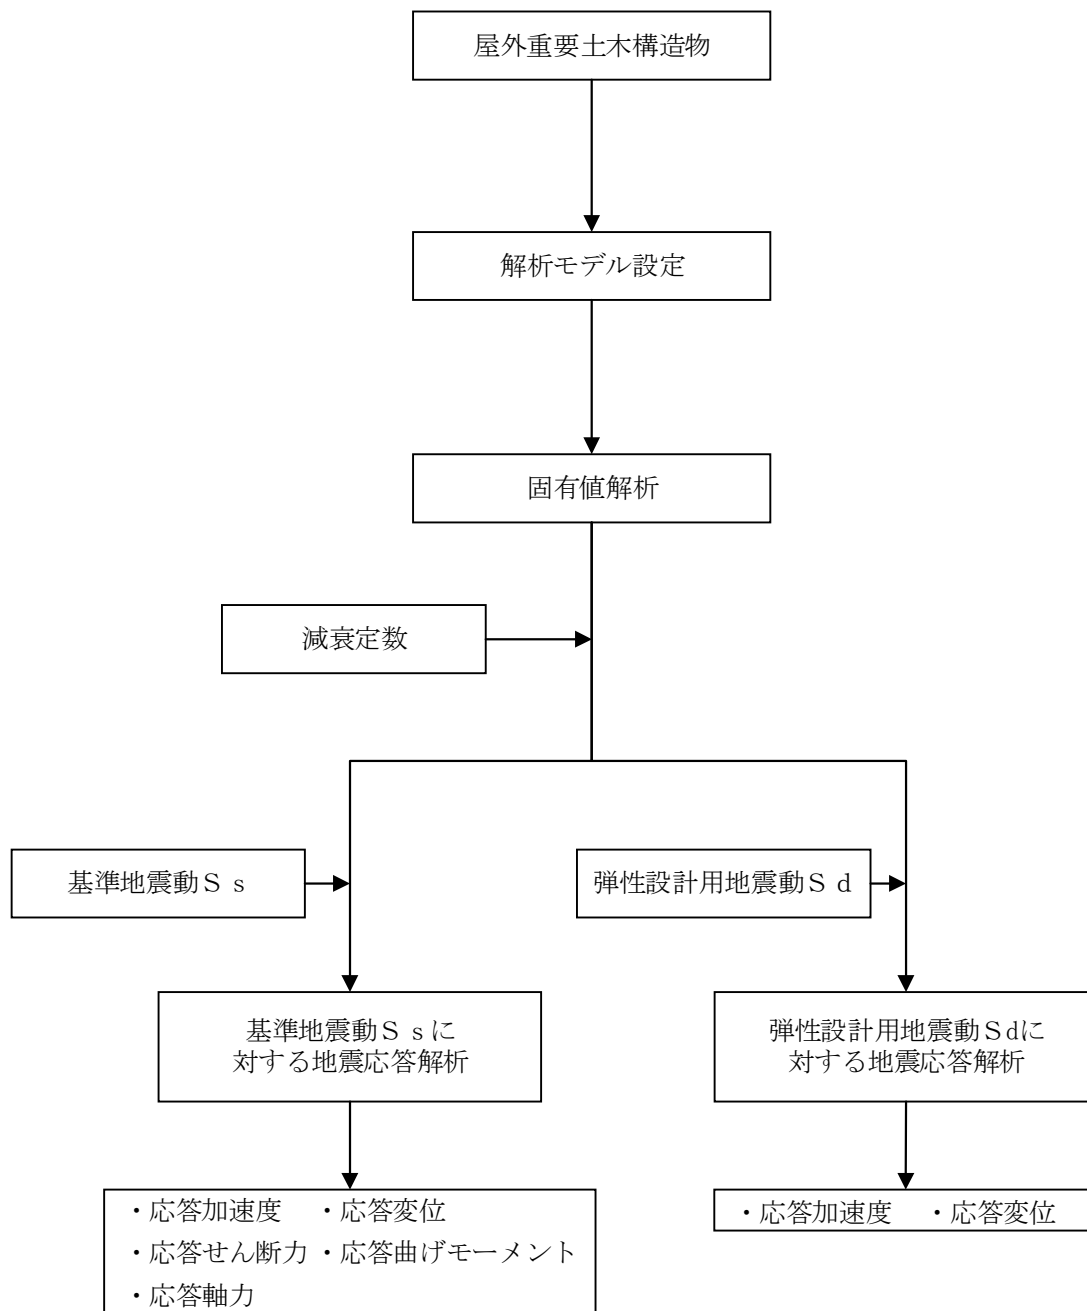 屋外重要土木構造物
解析モデル設定
固有値解析
減衰定数
基準地震動Ｓｓ
弾性設計用地震動Ｓｄ
基準地震動Ｓｓに
対する地震応答解析
弾性設計用地震動Sdに
対する地震応答解析
・応答加速度　・応答変位
・応答せん断力 ・応答曲げモーメント
・応答軸力
・応答加速度　・応答変位